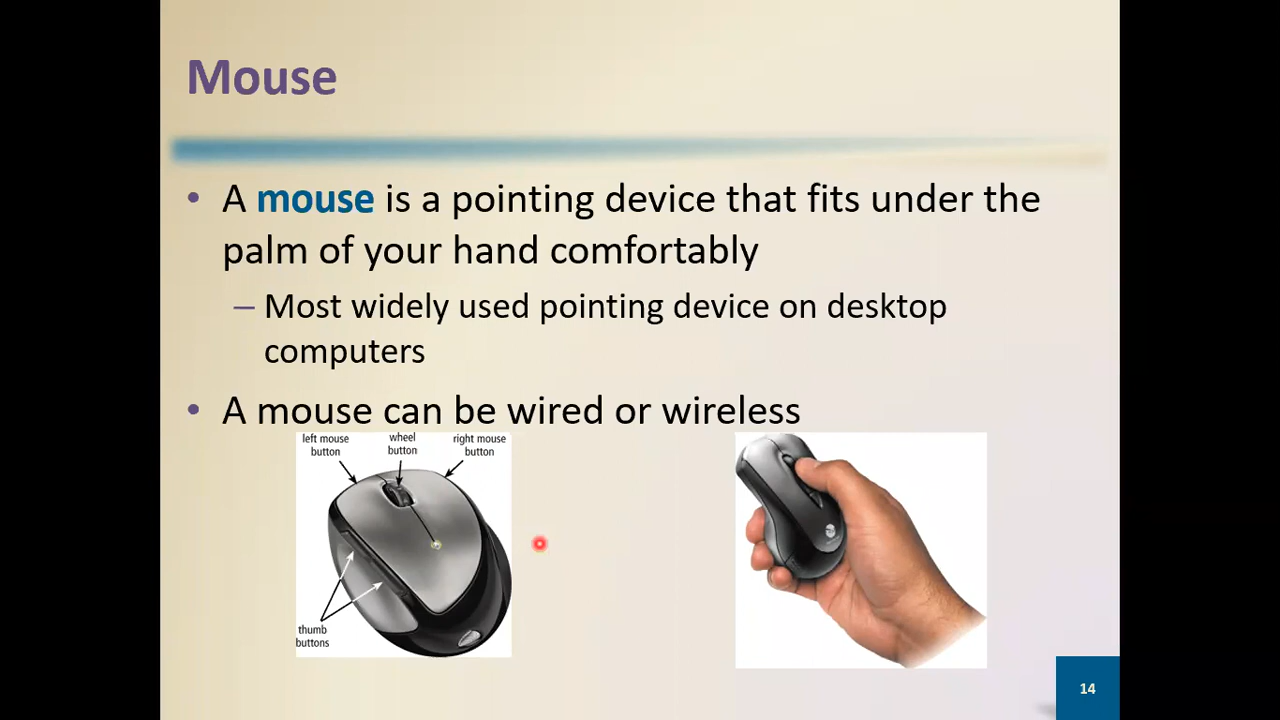 Mouse
• A mouse is a pointing device that fits under the
palm of your hand comfortably
– Most widely used pointing device on desktop
computers
• A mouse can be wired or wireless
left mouse
button
wheel
button
right mouse
button
thumb
buttons
14